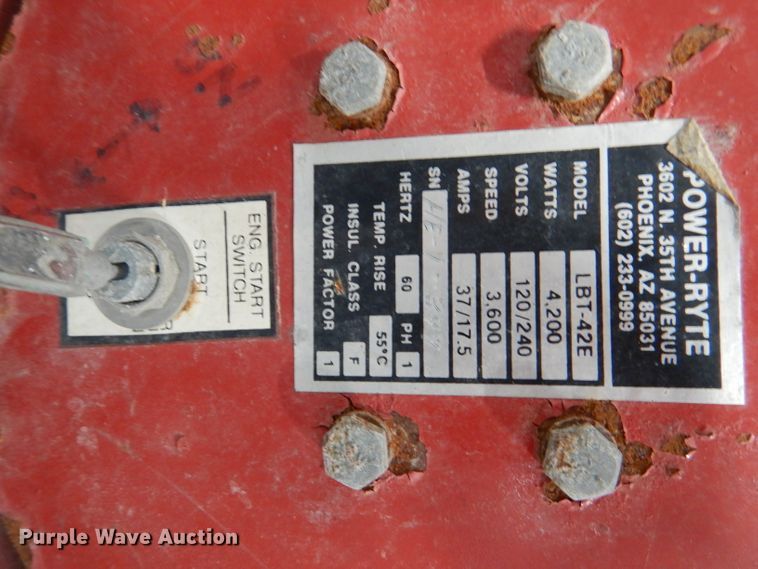 POWER-RYTE
3602 N. 35TH AVENUE
PHOENIX, AZ 85031
(602) 233-0999
MODEL LBT-42E
WATTS 4,200
VOLTS 120/240
SPEED 3,600
AMPS 37/17.5
SN
HERTZ 60 PH 1
TEMP. RISE 55°C
INSUL. CLASS F
POWER FACTOR 1
ENG. START
SWITCH
START
Purple Wave Auction